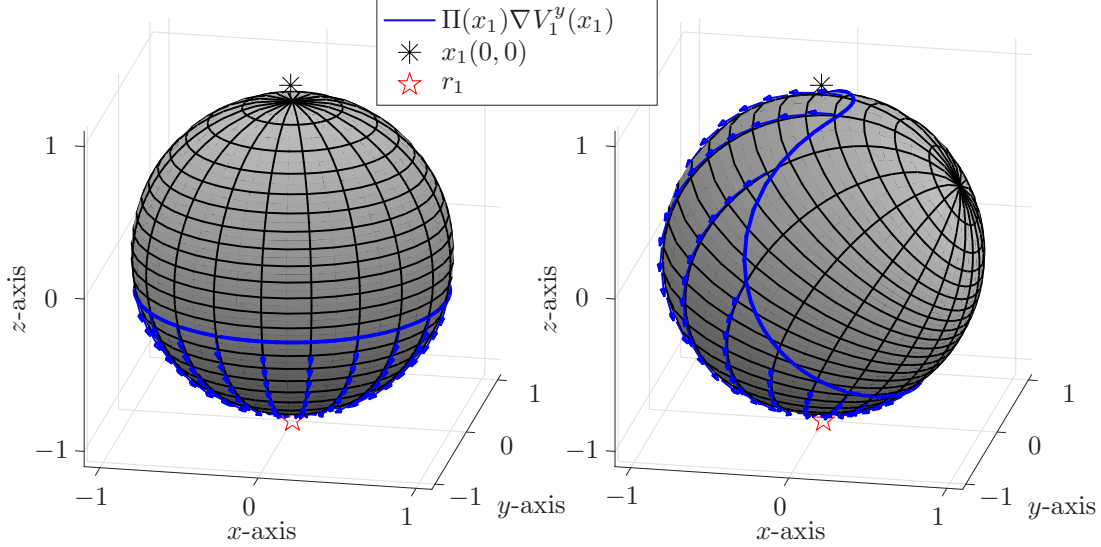 Π(x₁)∇V₁ʸ(x₁)
x₁(0, 0)
r₁
1
0
−1
z-axis
−1
0
1
x-axis
−1
0
1
y-axis
1
0
−1
z-axis
−1
0
1
x-axis
−1
0
1
y-axis